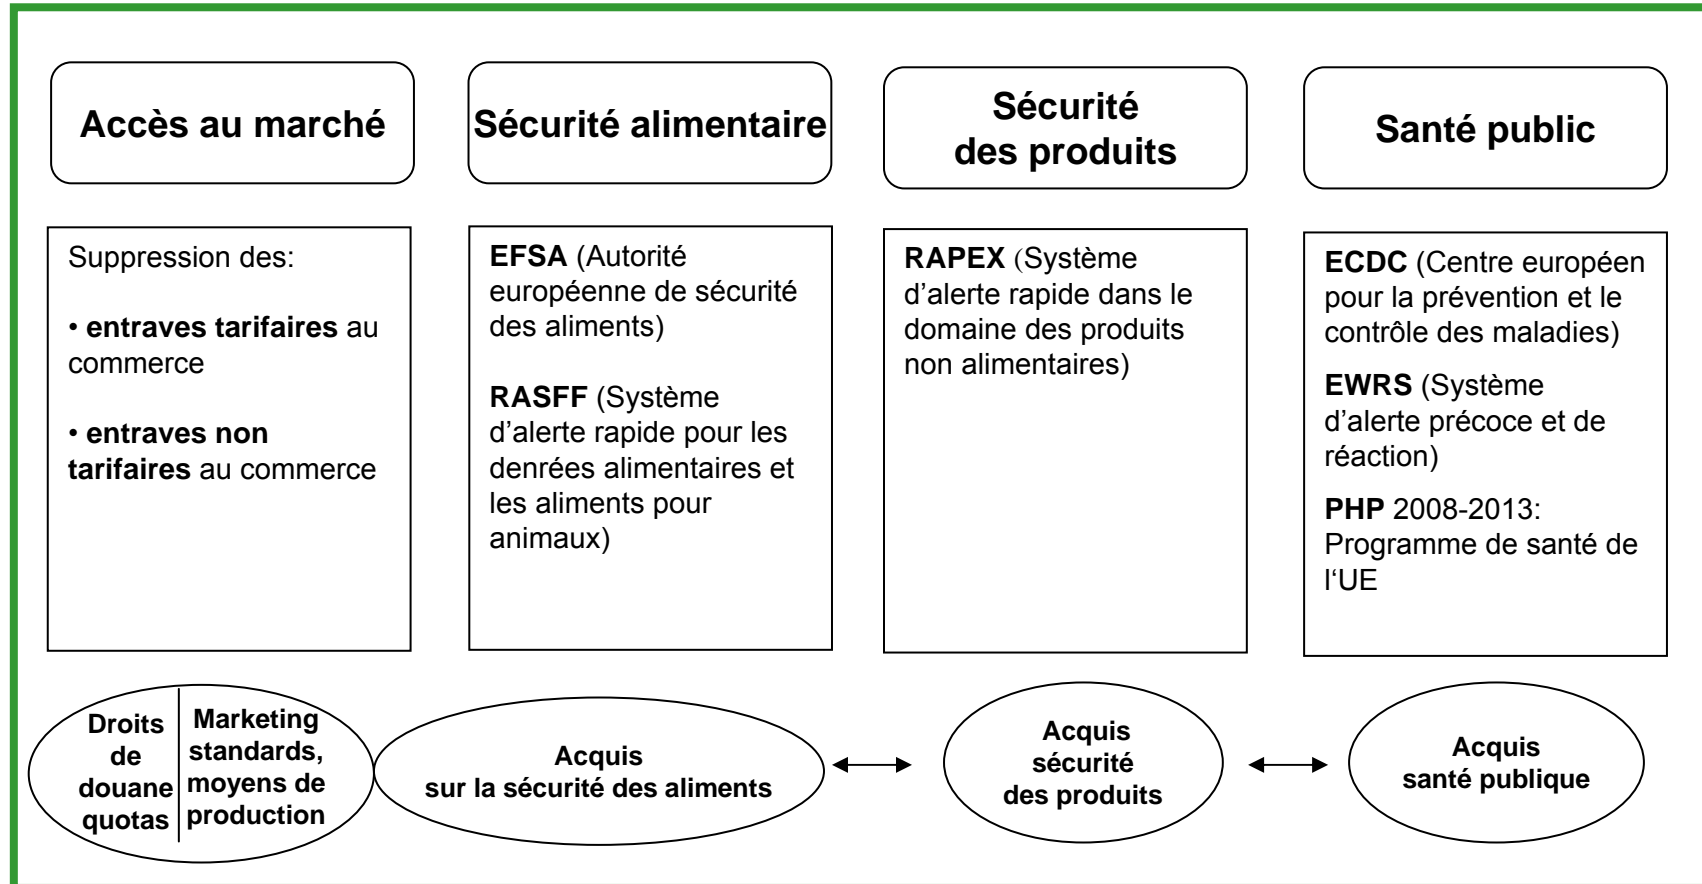 Accès au marché
Sécurité alimentaire
Sécurité
des produits
Santé public
Suppression des:
• entraves tarifaires au
commerce
• entraves non
tarifaires au commerce
EFSA (Autorité
européenne de sécurité
des aliments)
RASFF (Système
d’alerte rapide pour les
denrées alimentaires et
les aliments pour
animaux)
RAPEX (Système
d’alerte rapide dans le
domaine des produits
non alimentaires)
ECDC (Centre européen
pour la prévention et le
contrôle des maladies)
EWRS (Système
d’alerte précoce et de
réaction)
PHP 2008-2013:
Programme de santé de
l‘UE
Droits
de
douane
quotas
Marketing
standards,
moyens de
production
Acquis
sur la sécurité des aliments
Acquis
sécurité
des produits
Acquis
santé publique